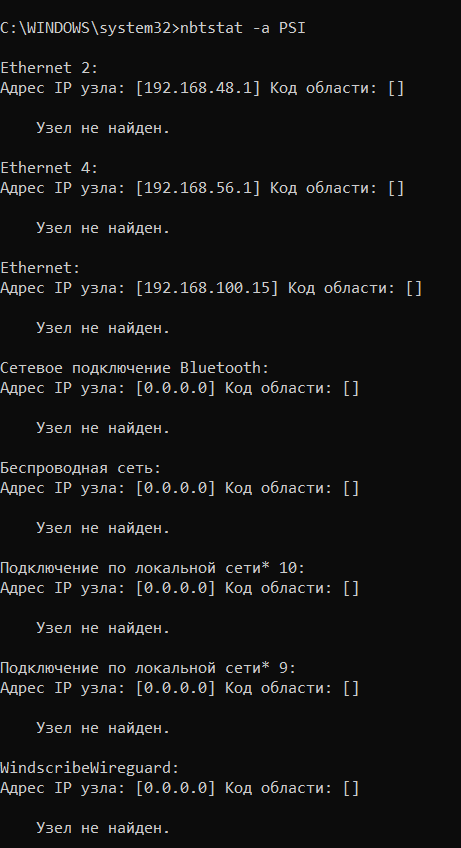 C:\WINDOWS\system32>nbtstat -a PSI
Ethernet 2:
Адрес IP узла: [192.168.48.1] Код области: []
Узел не найден.
Ethernet 4:
Адрес IP узла: [192.168.56.1] Код области: []
Узел не найден.
Ethernet:
Адрес IP узла: [192.168.100.15] Код области: []
Узел не найден.
Сетевое подключение Bluetooth:
Адрес IP узла: [0.0.0.0] Код области: []
Узел не найден.
Беспроводная сеть:
Адрес IP узла: [0.0.0.0] Код области: []
Узел не найден.
Подключение по локальной сети* 10:
Адрес IP узла: [0.0.0.0] Код области: []
Узел не найден.
Подключение по локальной сети* 9:
Адрес IP узла: [0.0.0.0] Код области: []
Узел не найден.
WindscribeWireguard:
Адрес IP узла: [0.0.0.0] Код области: []
Узел не найден.